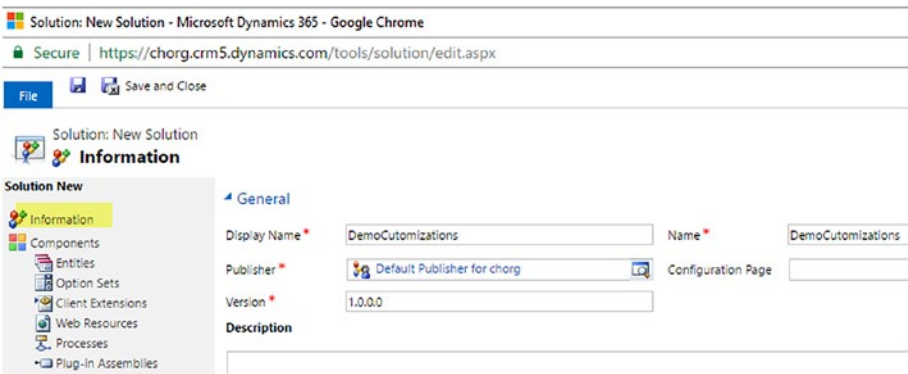 Solution: New Solution - Microsoft Dynamics 365 - Google Chrome
Secure | https://chorg.crm5.dynamics.com/tools/solution/edit.aspx
File Save and Close
Solution: New Solution
Information
Solution New
Information
Components
Entities
Option Sets
Client Extensions
Web Resources
Processes
Plug-in Assemblies
General
Display Name * DemoCutomizations Name * DemoCutomizations
Publisher * Default Publisher for chorg Configuration Page
Version * 1.0.0.0
Description